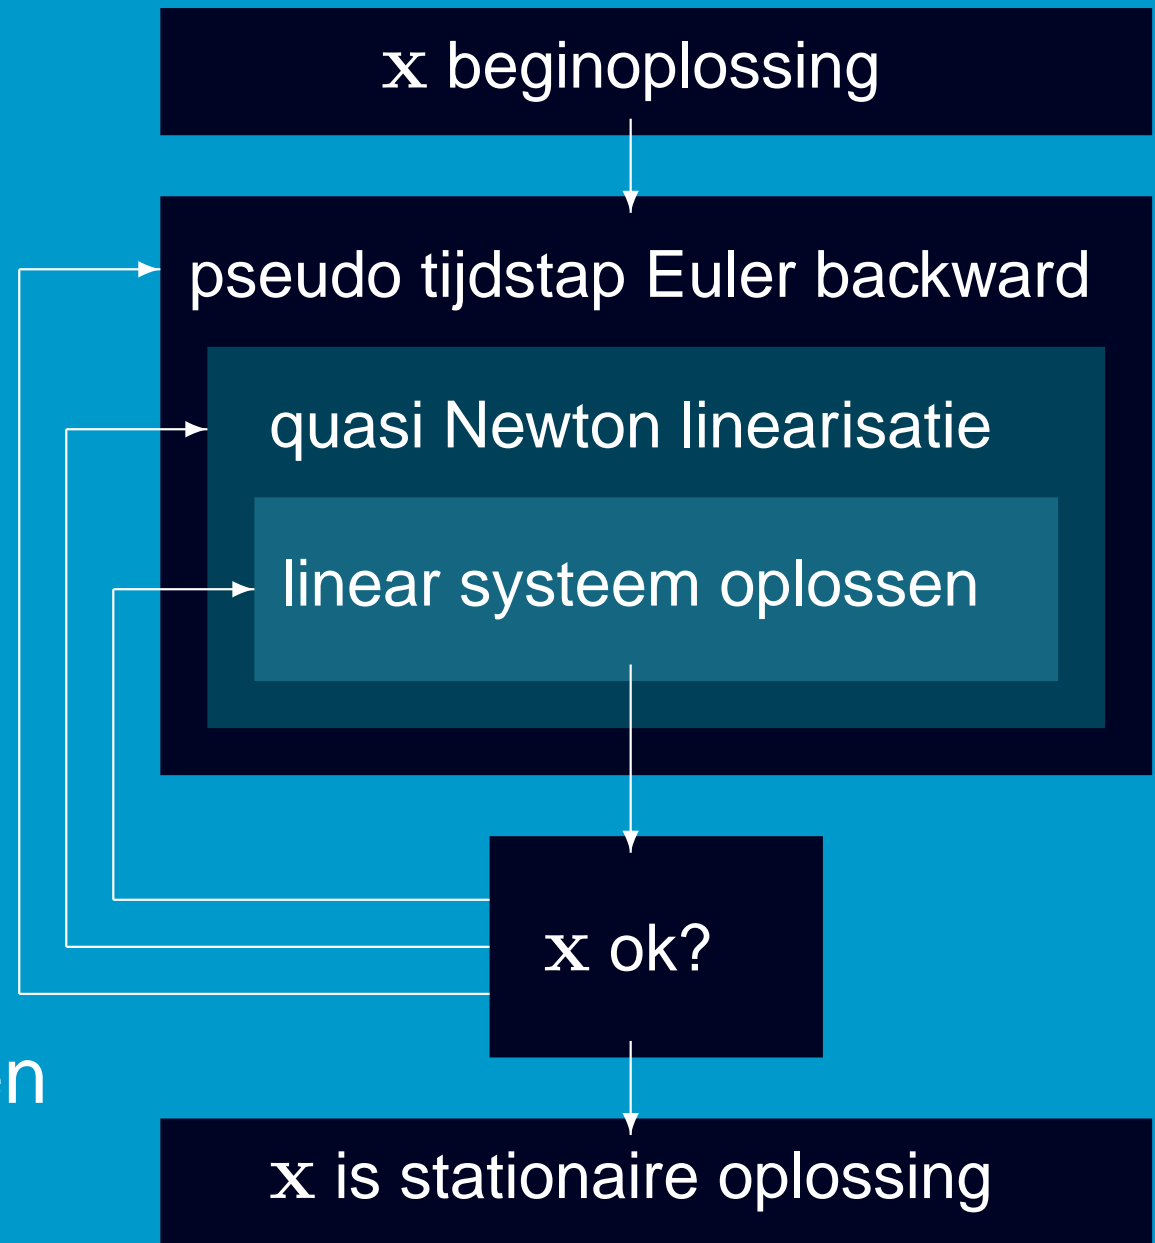 x beginoplossing
pseudo tijdstap Euler backward
quasi Newton linearisatie
linear systeem oplossen
x ok?
x is stationaire oplossing